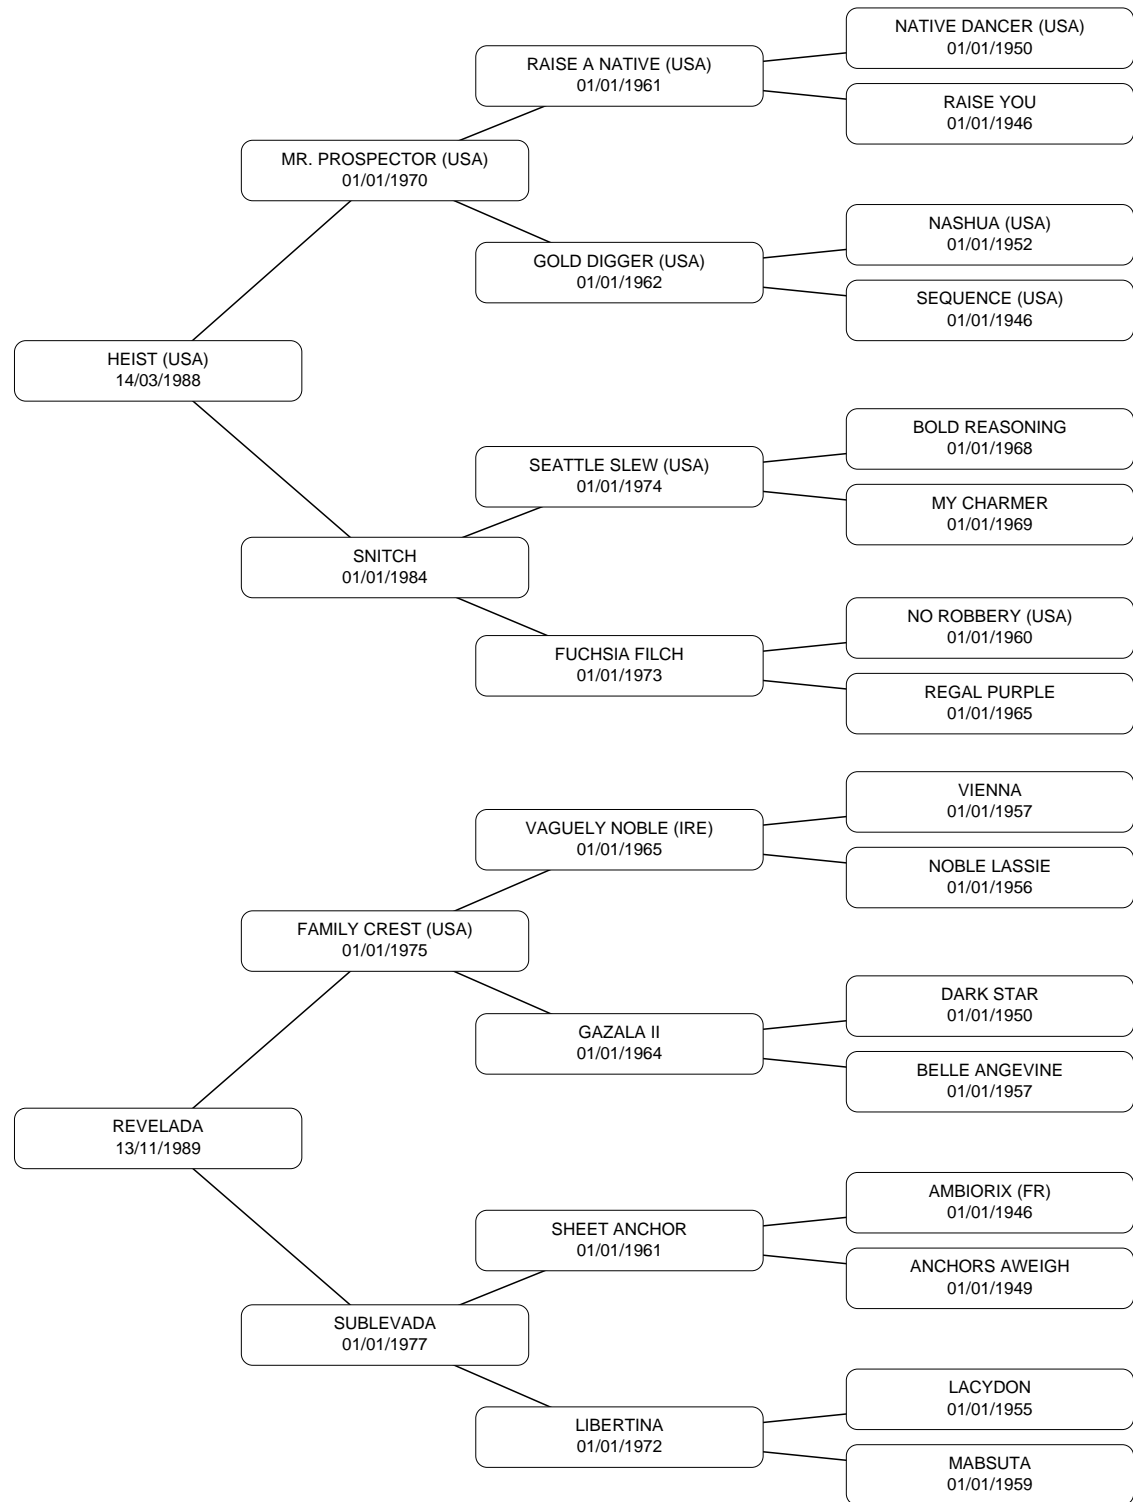 NATIVE DANCER (USA)
01/01/1950
RAISE A NATIVE (USA)
01/01/1961
RAISE YOU
01/01/1946
MR. PROSPECTOR (USA)
01/01/1970
NASHUA (USA)
01/01/1952
GOLD DIGGER (USA)
01/01/1962
SEQUENCE (USA)
01/01/1946
HEIST (USA)
14/03/1988
BOLD REASONING
01/01/1968
SEATTLE SLEW (USA)
01/01/1974
MY CHARMER
01/01/1969
SNITCH
01/01/1984
NO ROBBERY (USA)
01/01/1960
FUCHSIA FILCH
01/01/1973
REGAL PURPLE
01/01/1965
VIENNA
01/01/1957
VAGUELY NOBLE (IRE)
01/01/1965
NOBLE LASSIE
01/01/1956
FAMILY CREST (USA)
01/01/1975
DARK STAR
01/01/1950
GAZALA II
01/01/1964
BELLE ANGEVINE
01/01/1957
REVELADA
13/11/1989
AMBIORIX (FR)
01/01/1946
SHEET ANCHOR
01/01/1961
ANCHORS AWEIGH
01/01/1949
SUBLEVADA
01/01/1977
LACYDON
01/01/1955
LIBERTINA
01/01/1972
MABSUTA
01/01/1959